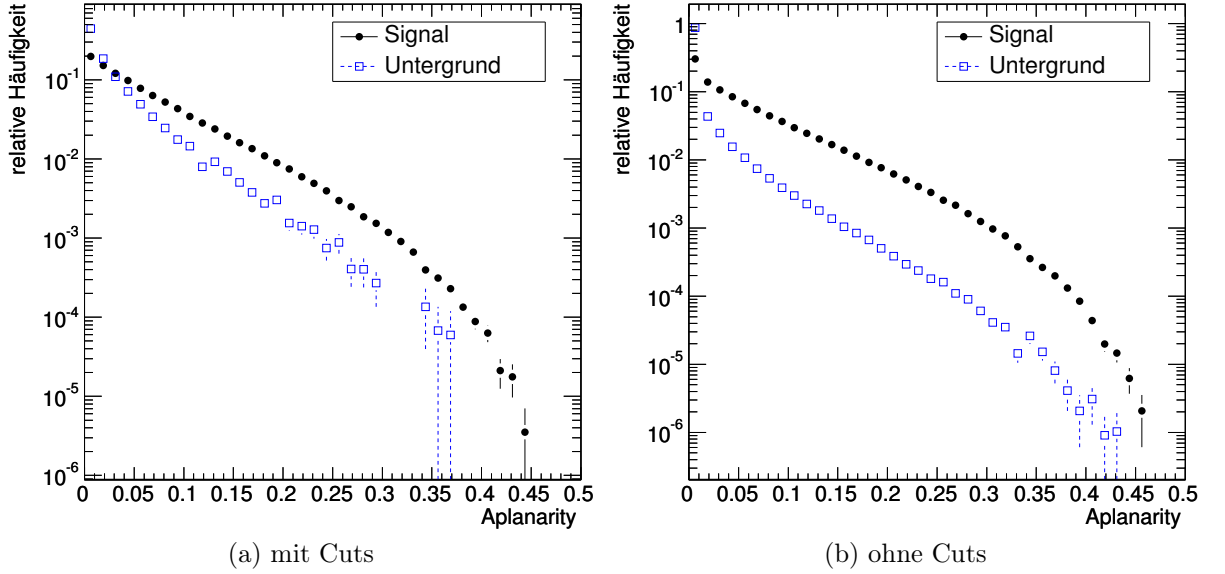 relative Häufigkeit
Signal
Untergrund
10⁻¹
10⁻²
10⁻³
10⁻⁴
10⁻⁵
10⁻⁶
0 0.05 0.1 0.15 0.2 0.25 0.3 0.35 0.4 0.45 0.5
Aplanarity
(a) mit Cuts
relative Häufigkeit
Signal
Untergrund
1
10⁻¹
10⁻²
10⁻³
10⁻⁴
10⁻⁵
10⁻⁶
0 0.05 0.1 0.15 0.2 0.25 0.3 0.35 0.4 0.45 0.5
Aplanarity
(b) ohne Cuts